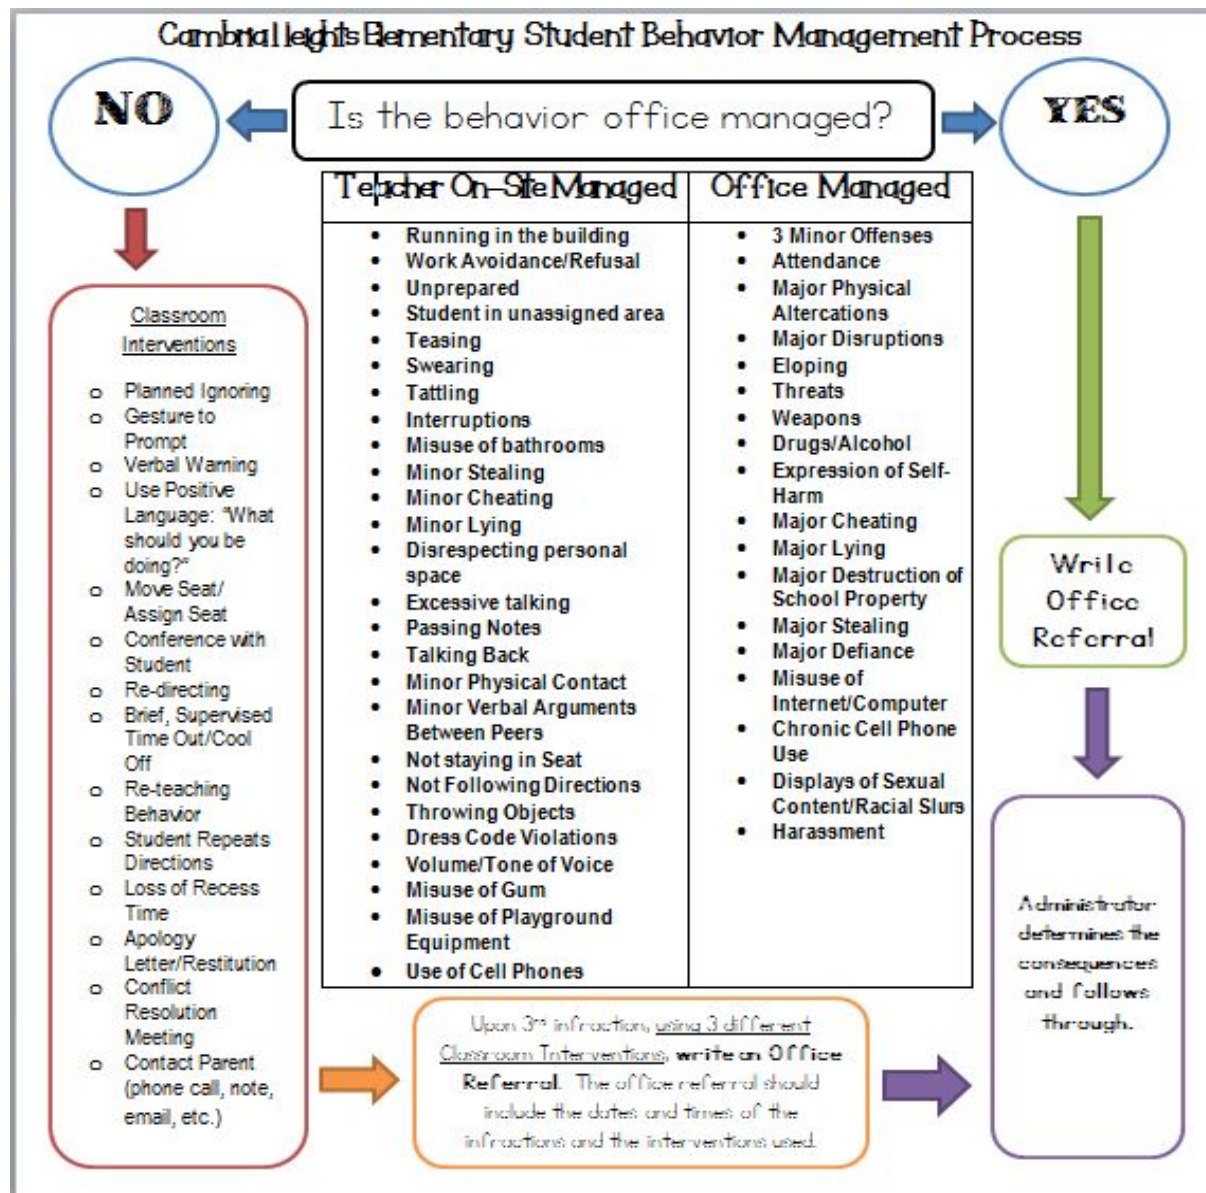 Cambria Heights Elementary Student Behavior Management Process
NO
Is the behavior office managed?
YES
Teacher On-Site Managed
Running in the building
Work Avoidance/Refusal
Unprepared
Student in unassigned area
Teasing
Swearing
Tattling
Interruptions
Misuse of bathrooms
Minor Stealing
Minor Cheating
Minor Lying
Disrespecting personal
space
Excessive talking
Passing Notes
Talking Back
Minor Physical Contact
Minor Verbal Arguments
Between Peers
Not staying in Seat
Not Following Directions
Throwing Objects
Dress Code Violations
Volume/Tone of Voice
Misuse of Gum
Misuse of Playground
Equipment
Use of Cell Phones
Office Managed
3 Minor Offenses
Attendance
Major Physical
Altercations
Major Disruptions
Eloping
Threats
Weapons
Drugs/Alcohol
Expression of Self-
Harm
Major Cheating
Major Lying
Major Destruction of
School Property
Major Stealing
Major Defiance
Misuse of
Internet/Computer
Chronic Cell Phone
Use
Displays of Sexual
Content/Racial Slurs
Harassment
Classroom
Interventions
Planned Ignoring
Gesture to
Prompt
Verbal Warning
Use Positive
Language: "What
should you be
doing?"
Move Seat/
Assign Seat
Conference with
Student
Re-directing
Brief, Supervised
Time Out/Cool
Off
Re-teaching
Behavior
Student Repeats
Directions
Loss of Recess
Time
Apology
Letter/Restitution
Conflict
Resolution
Meeting
Contact Parent
(phone call, note,
email, etc.)
Upon 3rd infraction, using 3 different
Classroom Interventions, write an Office
Referral. The office referral should
include the dates and times of the
infractions and the interventions used.
Write
Office
Referral
Administrator
determines the
consequences
and follows
through.